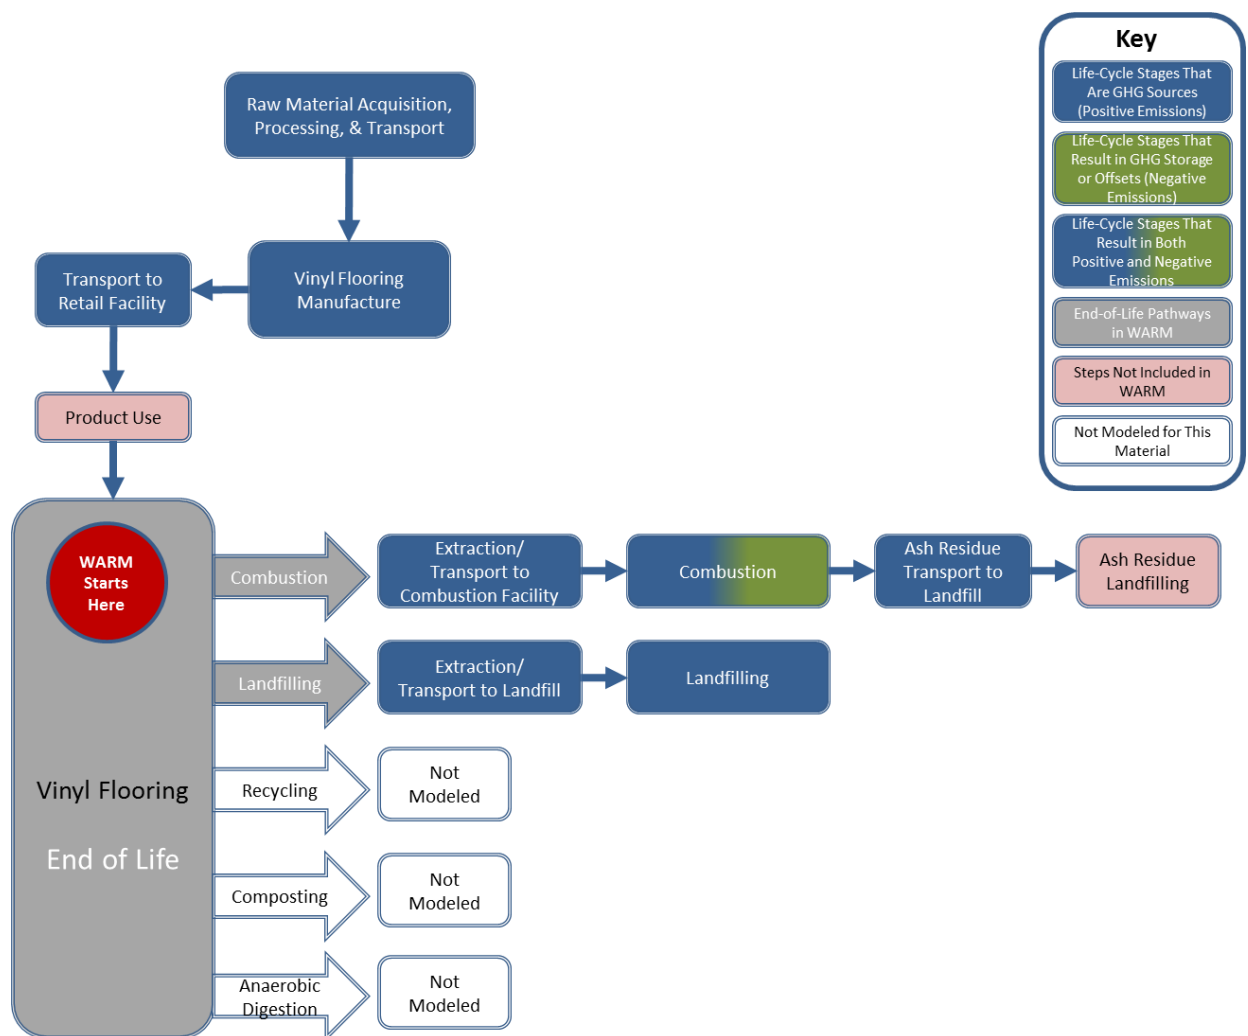 Key
Life-Cycle Stages That
Are GHG Sources
(Positive Emissions)
Life-Cycle Stages That
Result in GHG Storage
or Offsets (Negative
Emissions)
Life-Cycle Stages That
Result in Both
Positive and Negative
Emissions
End-of-Life Pathways
in WARM
Steps Not Included in
WARM
Not Modeled for This
Material
Raw Material Acquisition,
Processing, & Transport
Vinyl Flooring
Manufacture
Transport to
Retail Facility
Product Use
WARM
Starts
Here
Vinyl Flooring
End of Life
Combustion
Extraction/
Transport to
Combustion Facility
Combustion
Ash Residue
Transport to
Landfill
Ash Residue
Landfilling
Landfilling
Extraction/
Transport to Landfill
Landfilling
Recycling
Not
Modeled
Composting
Not
Modeled
Anaerobic
Digestion
Not
Modeled